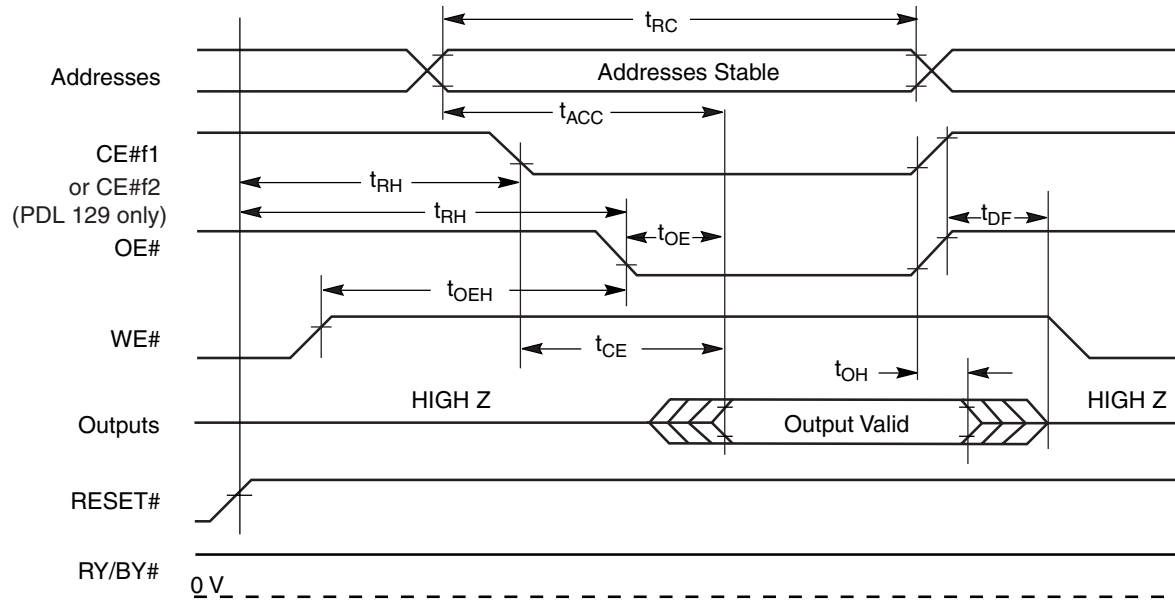 tRC
Addresses
Addresses Stable
tACC
CE#f1
or CE#f2
(PDL 129 only)
tRH
tRH
tOE
tDF
OE#
tOEH
WE#
tCE
tOH
HIGH Z
HIGH Z
Outputs
Output Valid
RESET#
RY/BY#
0 V